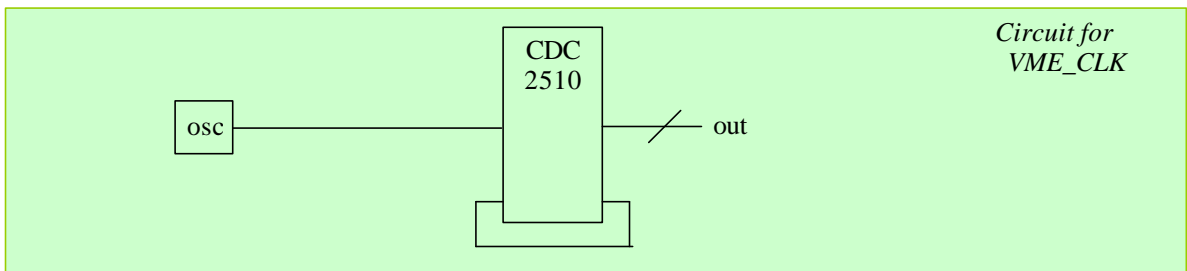 Circuit for
VME_CLK
CDC
2510
osc
out